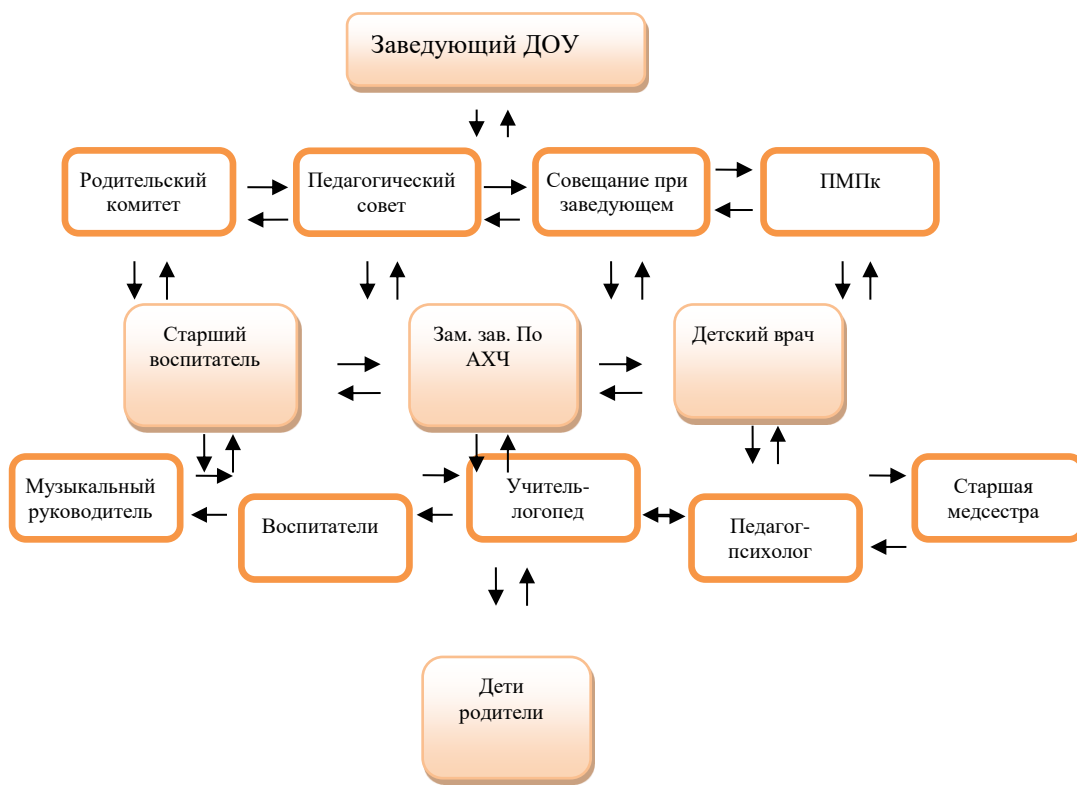 Заведующий ДОУ
Родительский
комитет
Педагогический
совет
Совещание при
заведующем
ПМПк
Старший
воспитатель
Зам. зав. По
АХЧ
Детский врач
Музыкальный
руководитель
Воспитатели
Учитель-
логопед
Педагог-
психолог
Старшая
медсестра
Дети
родители